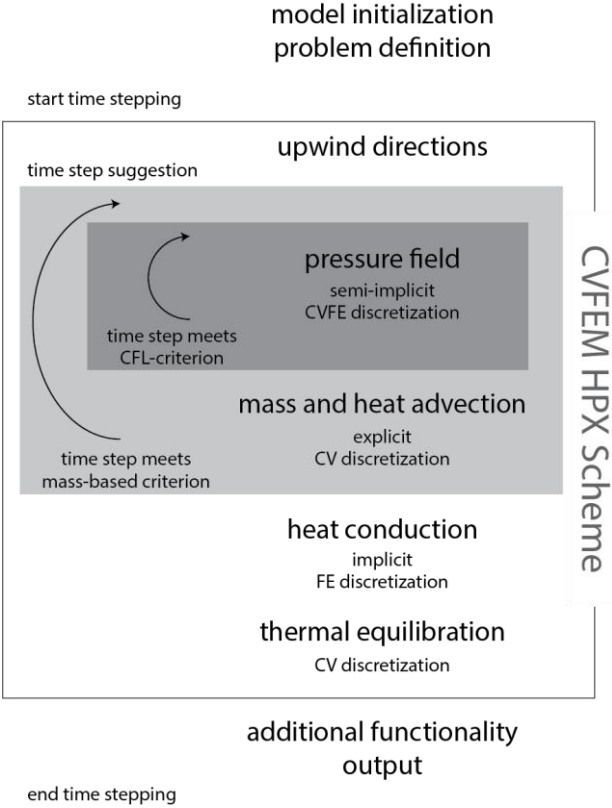 model initialization
problem definition
start time stepping
upwind directions
time step suggestion
pressure field
semi-implicit
CVFE discretization
time step meets
CFL-criterion
mass and heat advection
explicit
CV discretization
time step meets
mass-based criterion
heat conduction
implicit
FE discretization
thermal equilibration
CV discretization
CVFEM HPX Scheme
additional functionality
output
end time stepping